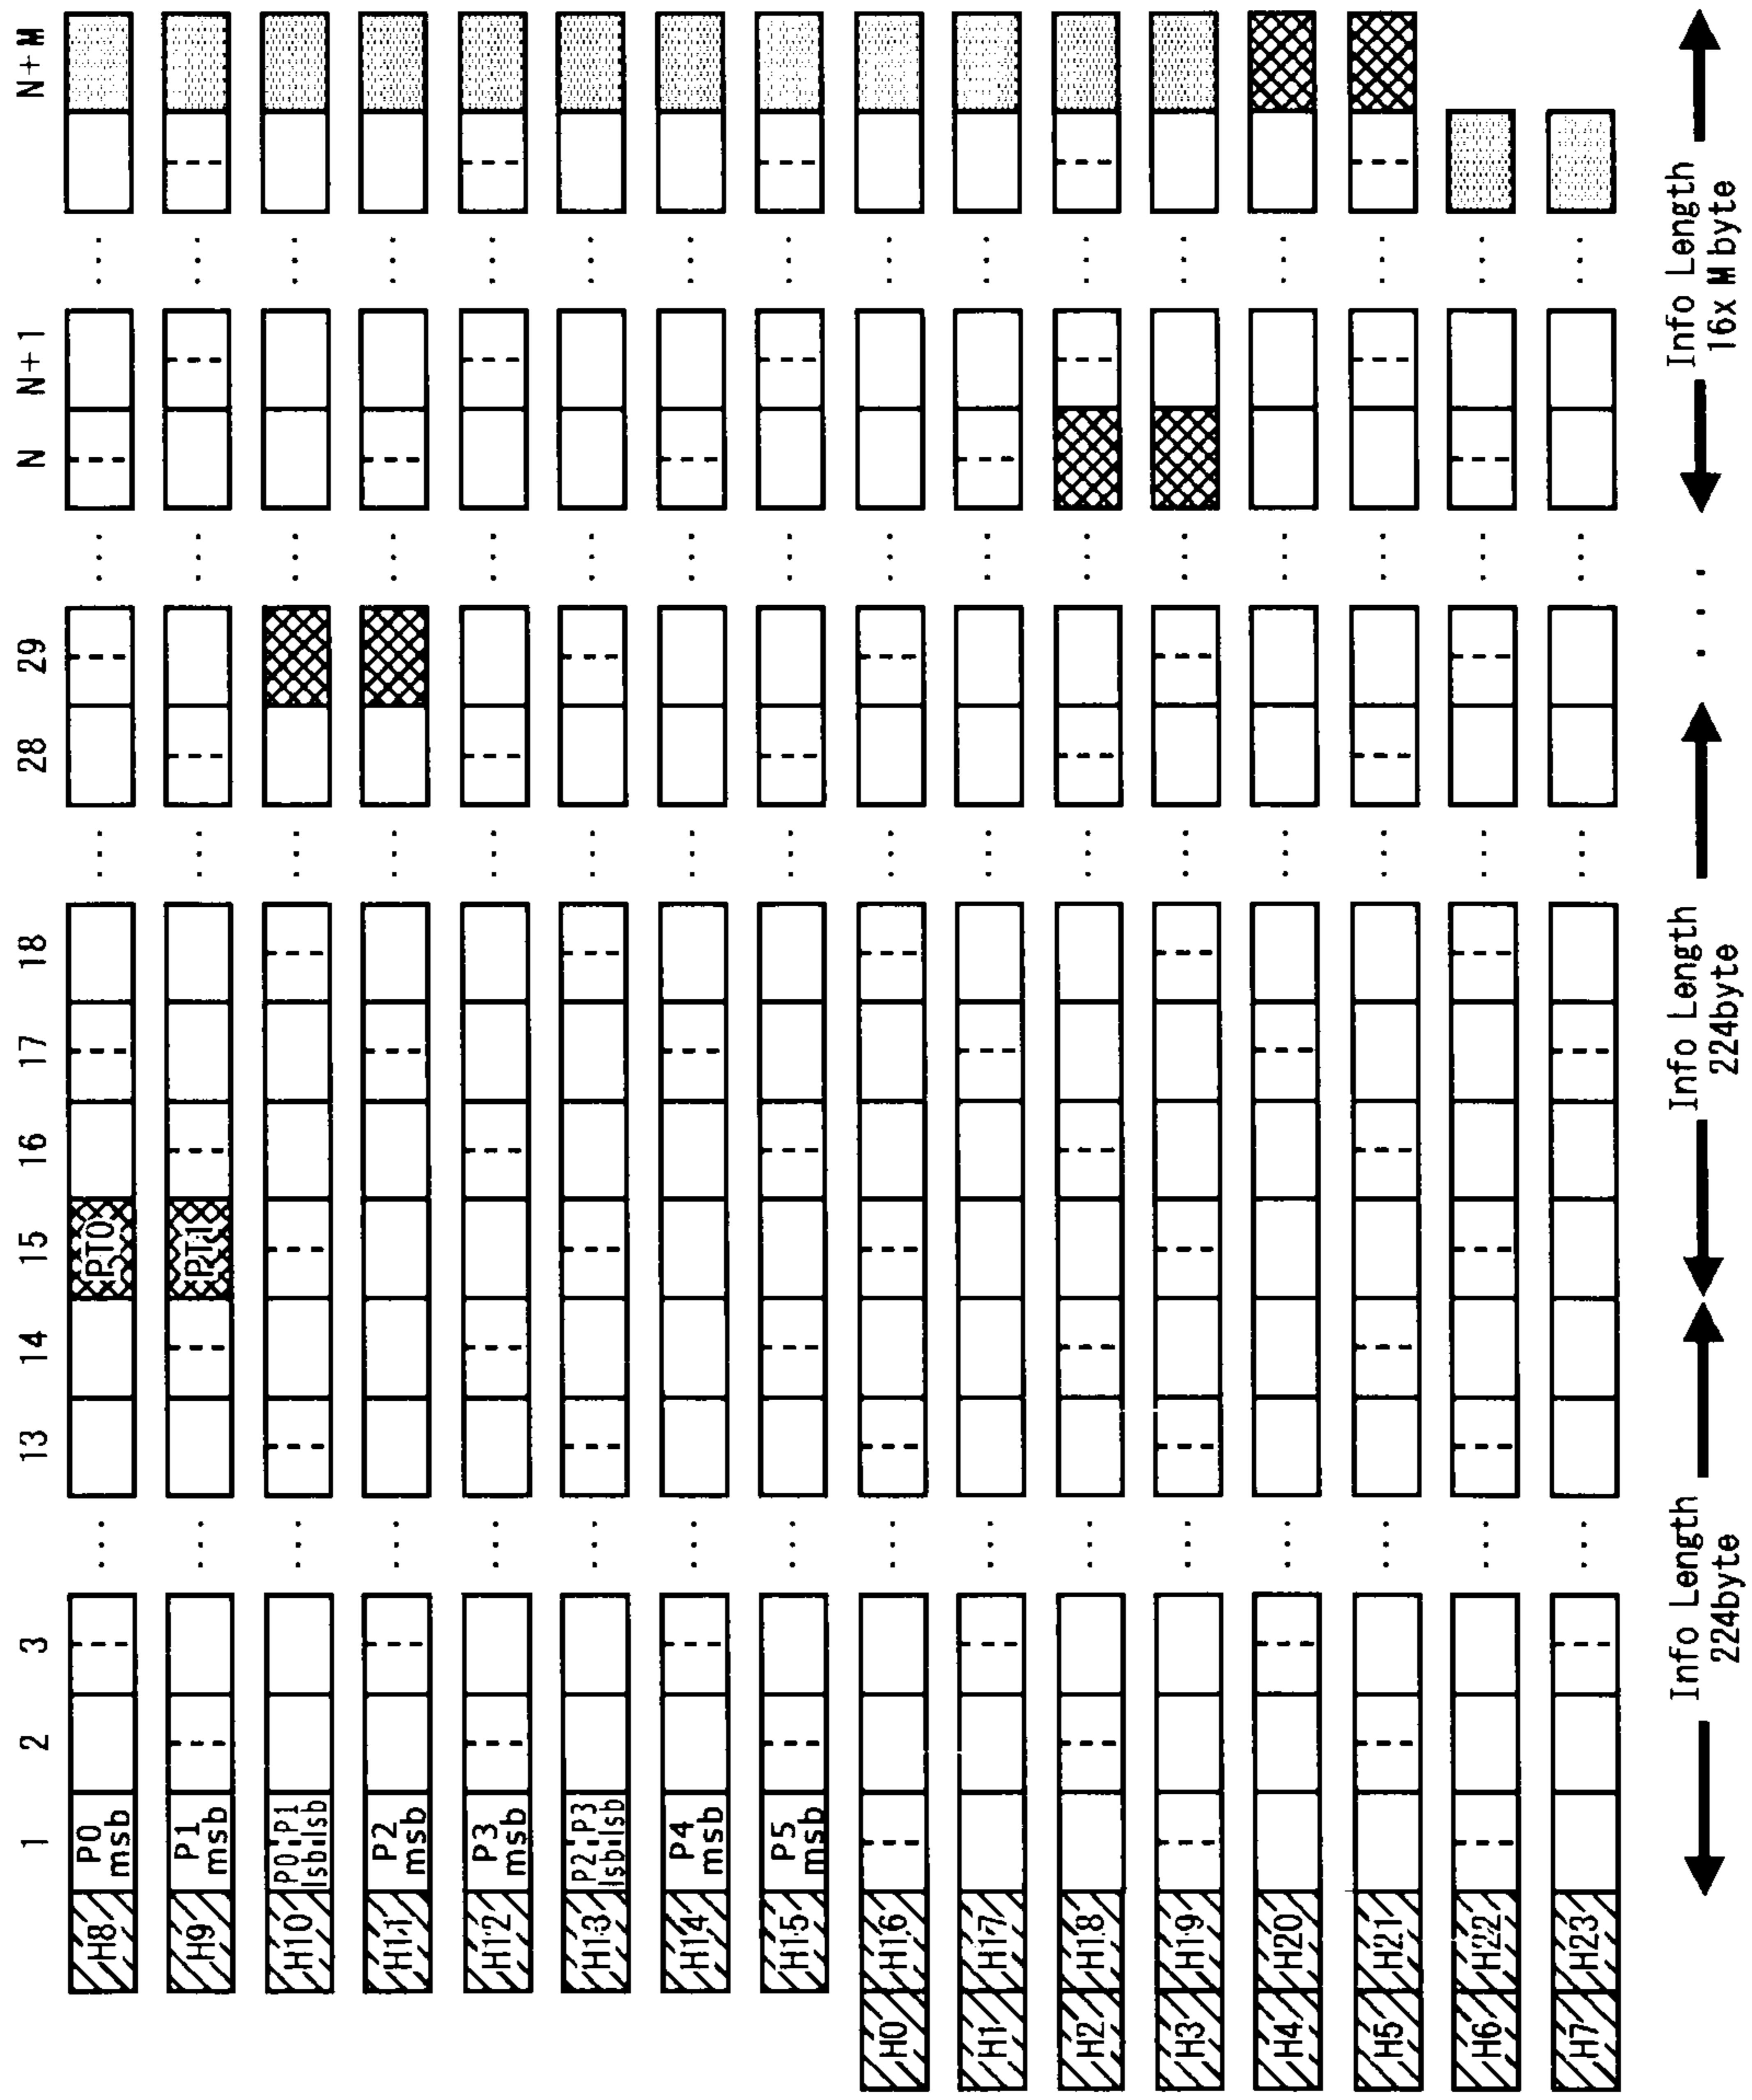 1 2 3 ... 13 14 15 16 17 18 ... 28 29 ... N N+1 ... N+M
H8 P0 msb ... PT0 ... ... ...
H9 P1 msb ... PT1 ... ... ...
H10 P0 P1 lsb lsb ... ... ... ...
H11 P2 msb ... ... ... ...
H12 P3 msb ... ... ... ...
H13 P2 P3 lsb lsb ... ... ... ...
H14 P4 msb ... ... ... ...
H15 P5 msb ... ... ... ...
H0 H16 ... ... ... ...
H1 H17 ... ... ... ...
H2 H18 ... ... ... ...
H3 H19 ... ... ... ...
H4 H20 ... ... ... ...
H5 H21 ... ... ... ...
H6 H22 ... ... ... ...
H7 H23 ... ... ... ...
Info Length Info Length ... Info Length
224byte 224byte 16x M byte